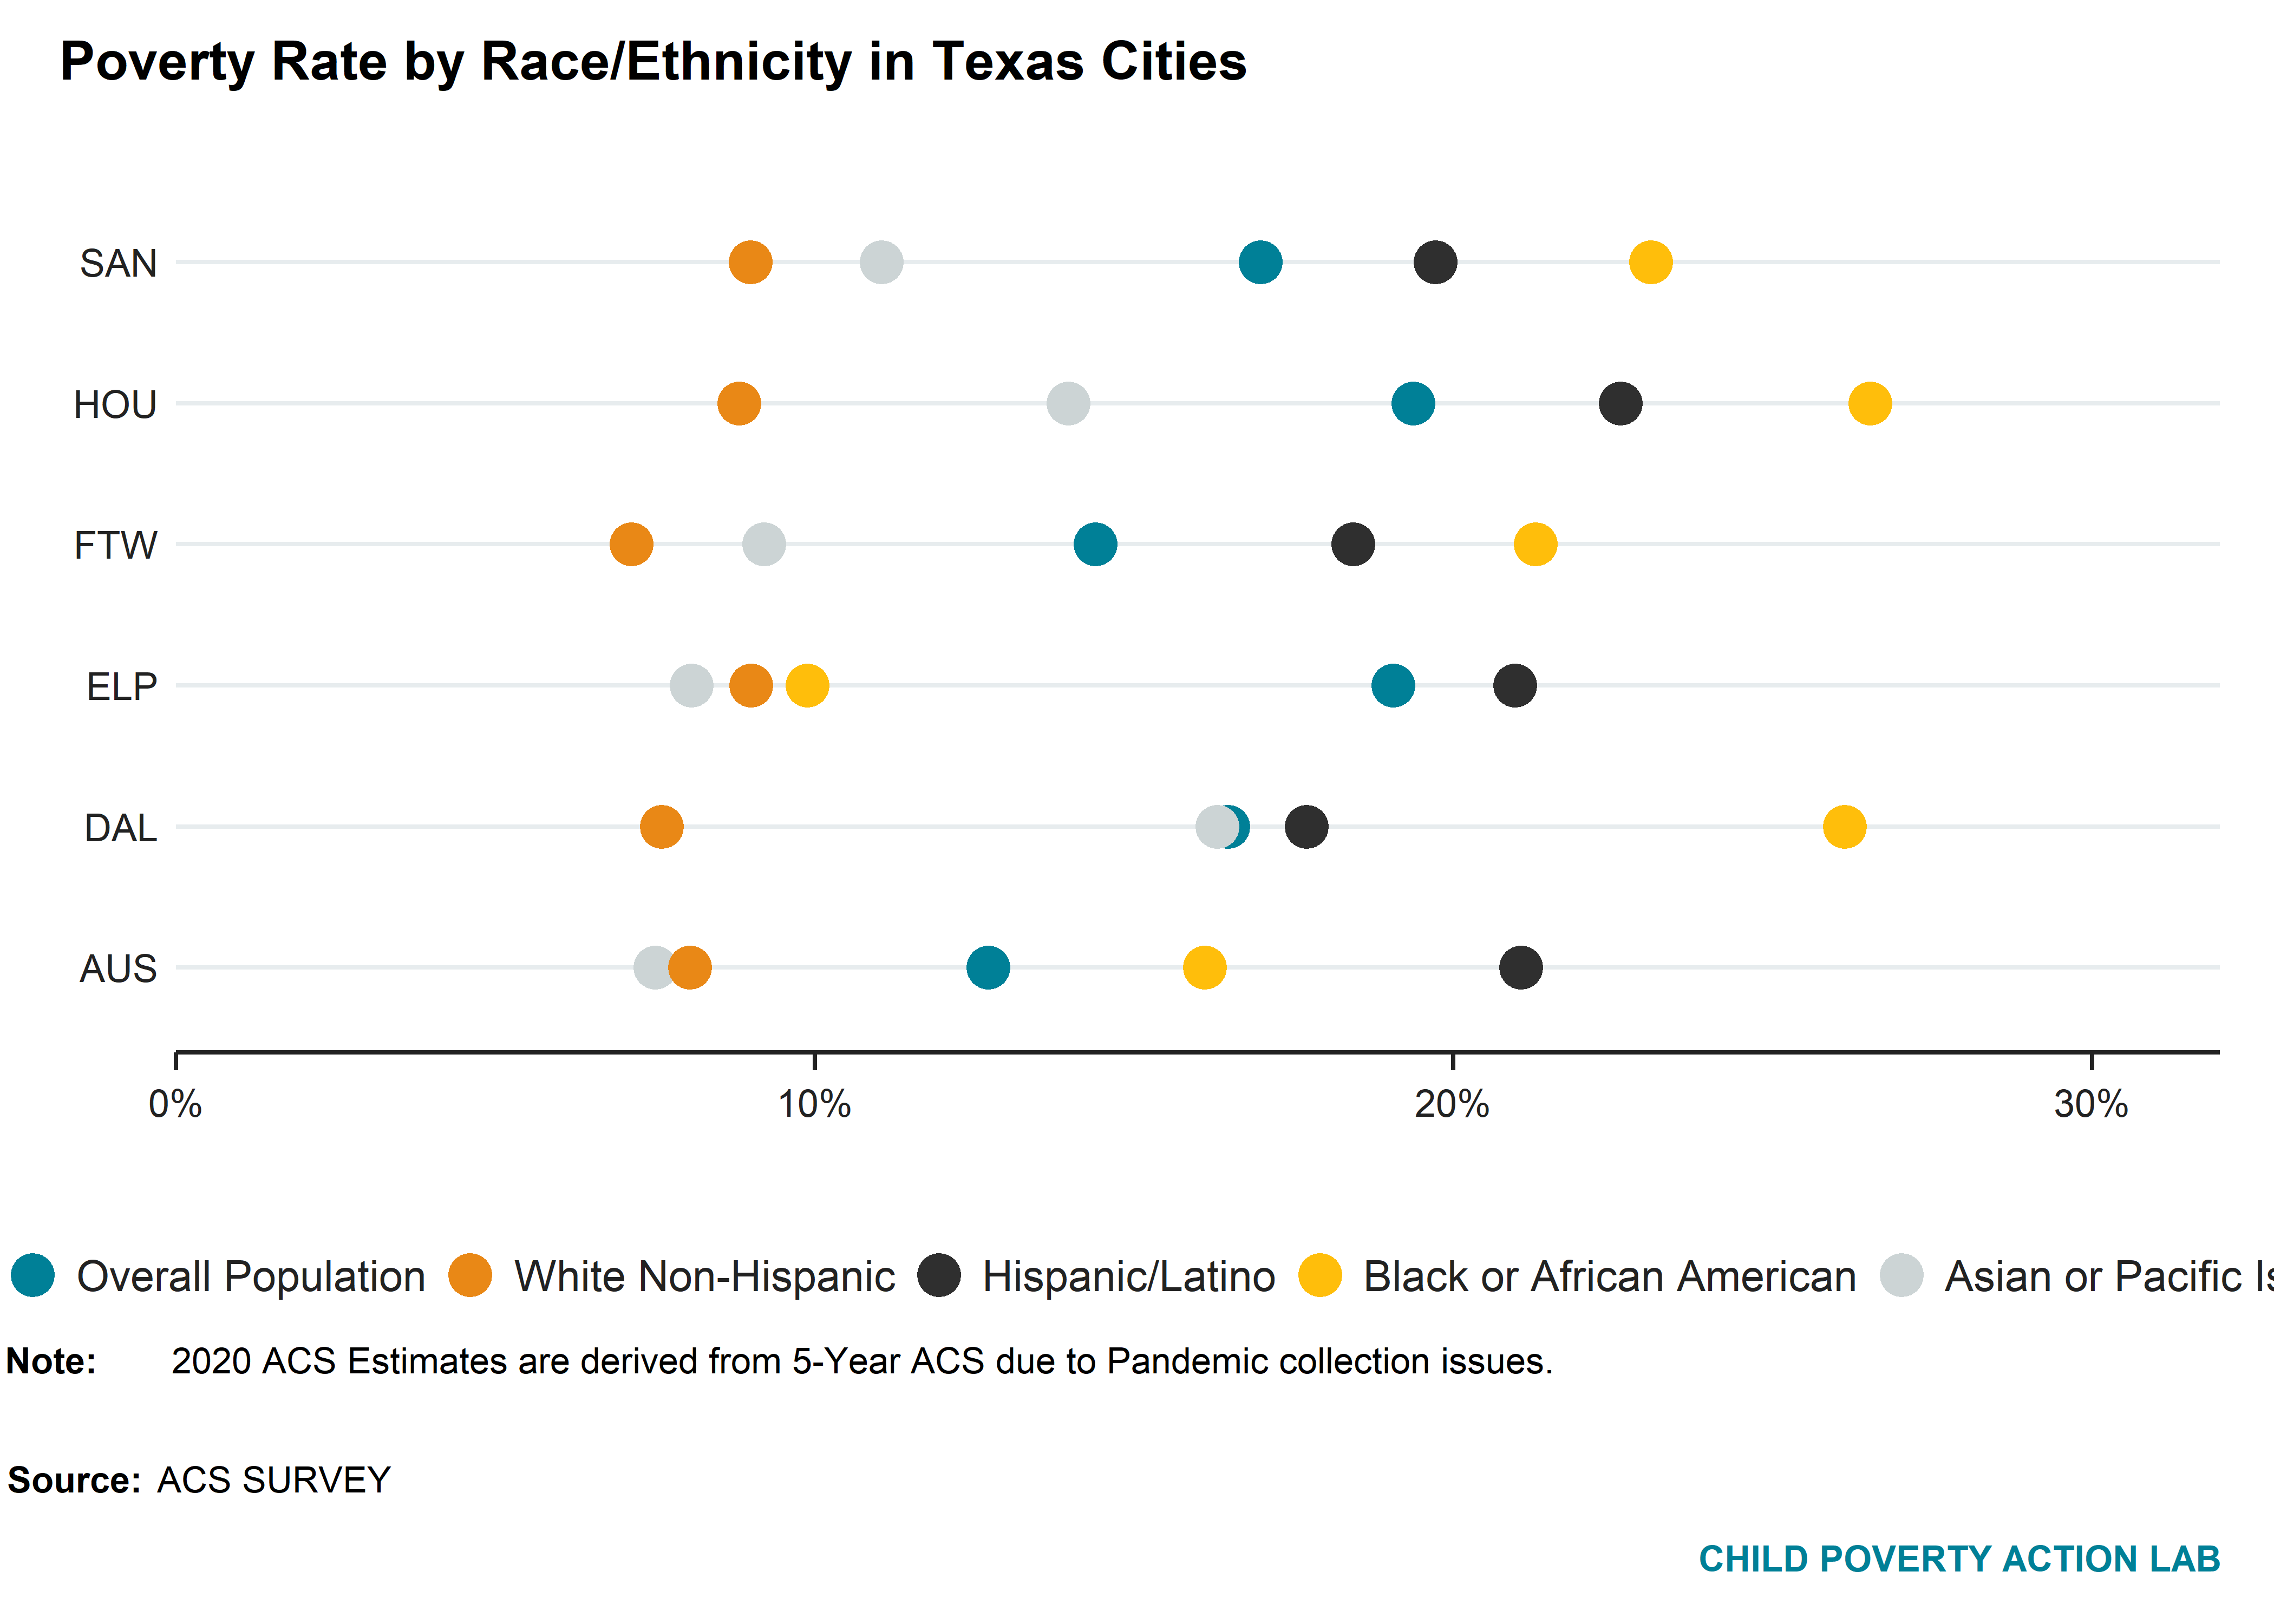 Poverty Rate by Race/Ethnicity in Texas Cities
SAN
HOU
FTW
ELP
DAL
AUS
0% 10% 20% 30%
Overall Population White Non-Hispanic Hispanic/Latino Black or African American Asian or Pacific Is
Note: 2020 ACS Estimates are derived from 5-Year ACS due to Pandemic collection issues.
Source: ACS SURVEY
CHILD POVERTY ACTION LAB